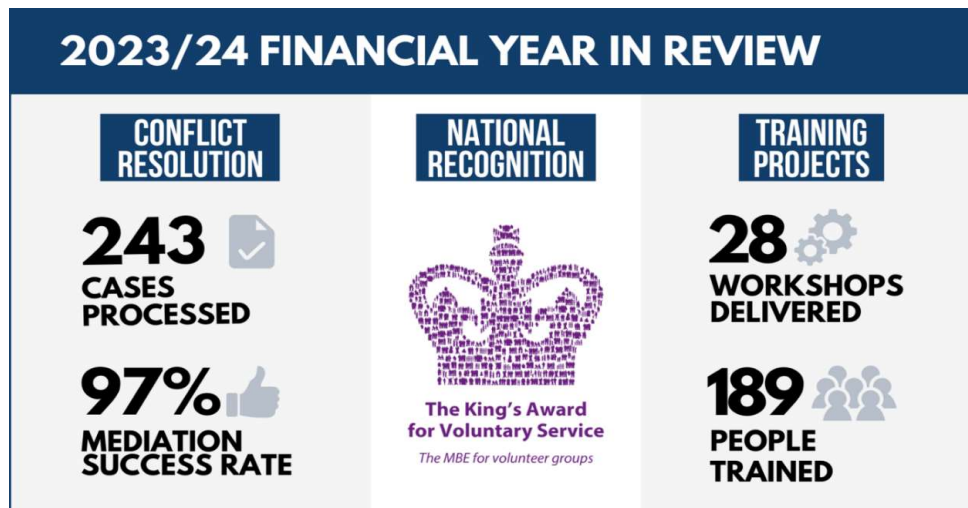 2023/24 FINANCIAL YEAR IN REVIEW
CONFLICT
RESOLUTION
243
CASES
PROCESSED
97%
MEDIATION
SUCCESS RATE
NATIONAL
RECOGNITION
The King's Award
for Voluntary Service
The MBE for volunteer groups
TRAINING
PROJECTS
28
WORKSHOPS
DELIVERED
189
PEOPLE
TRAINED